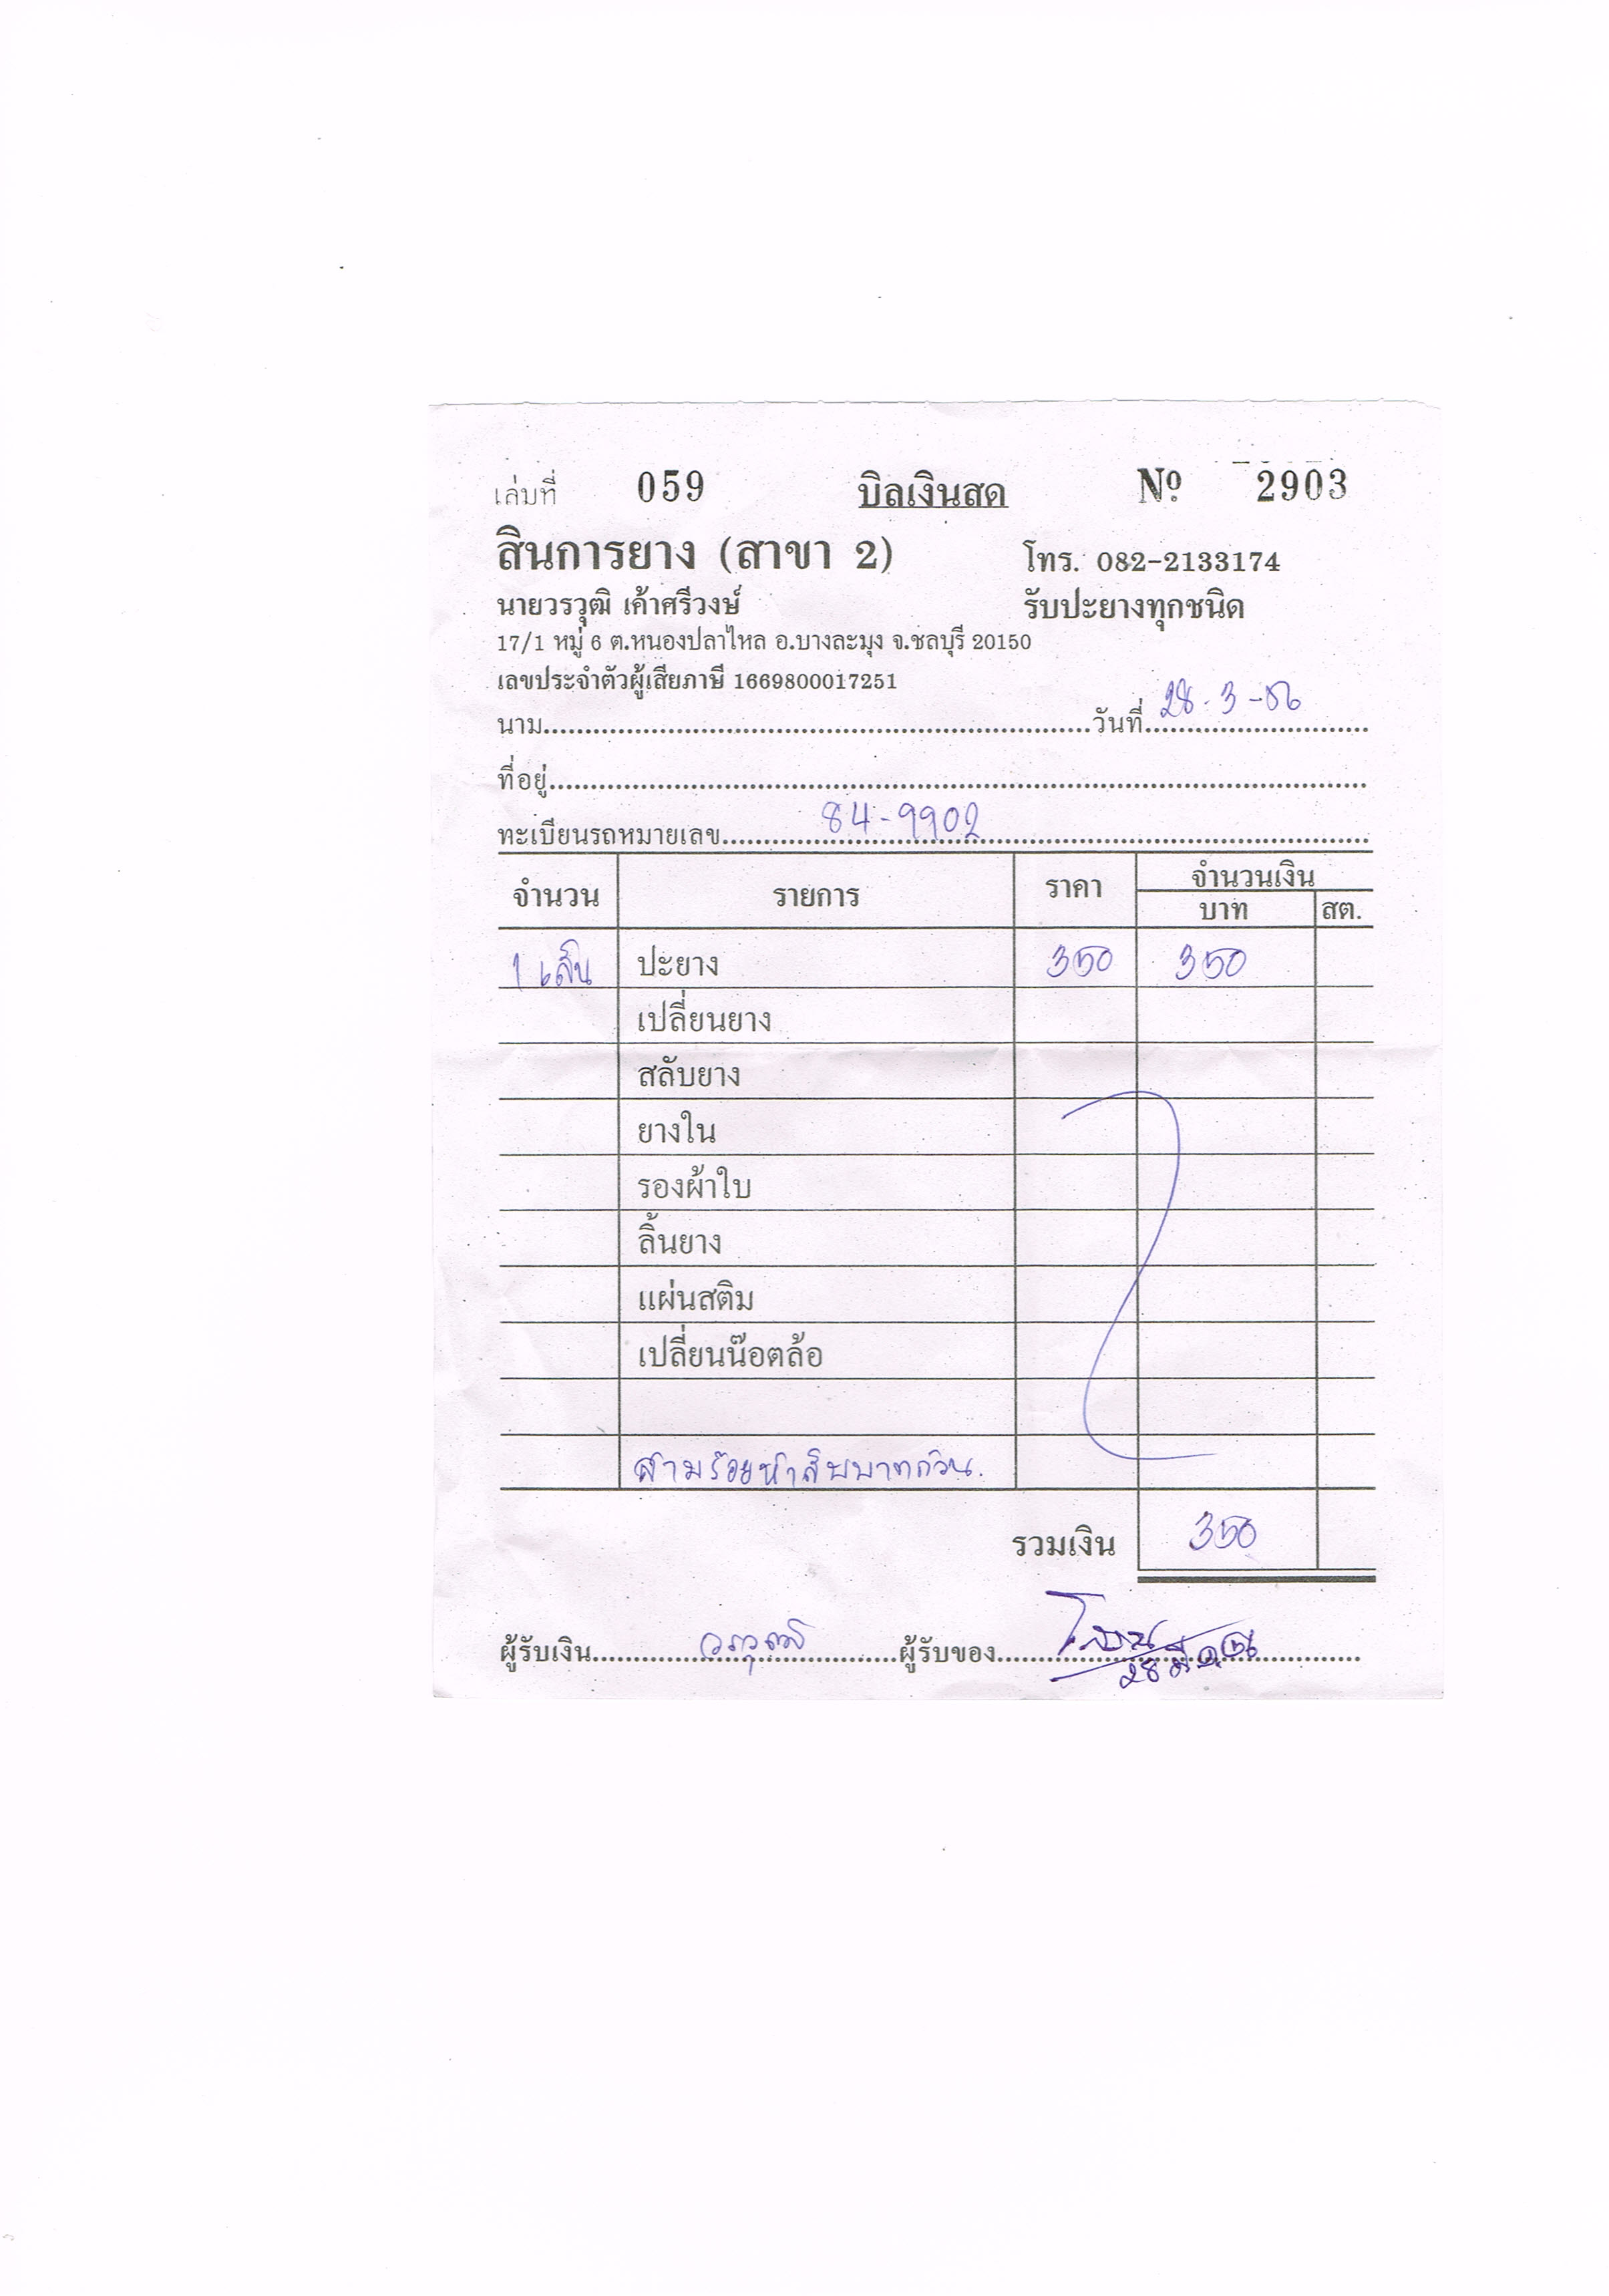 เล่มที่ 059 บิลเงินสด Nº 2903
สินการยาง (สาขา 2) โทร. 082-2133174
นายวรวุฒิ เค้าศรีวงษ์ รับปะยางทุกชนิด
17/1 หมู่ 6 ต.หนองปลาไหล อ.บางละมุง จ.ชลบุรี 20150
เลขประจำตัวผู้เสียภาษี 1669800017251
นาม วันที่ 28-3-
ที่อยู่
ทะเบียนรถหมายเลข 84-9902
จำนวน รายการ ราคา จำนวนเงิน
บาท สต.
1 เส้น ปะยาง 350 350
เปลี่ยนยาง
สลับยาง
ยางใน
รองผ้าใบ
ลิ้นยาง
แผ่นสติม
เปลี่ยนน๊อตล้อ
สามร้อยห้าสิบบาทถ้วน.
รวมเงิน 350
ผู้รับเงิน วรวุฒิ ผู้รับของ